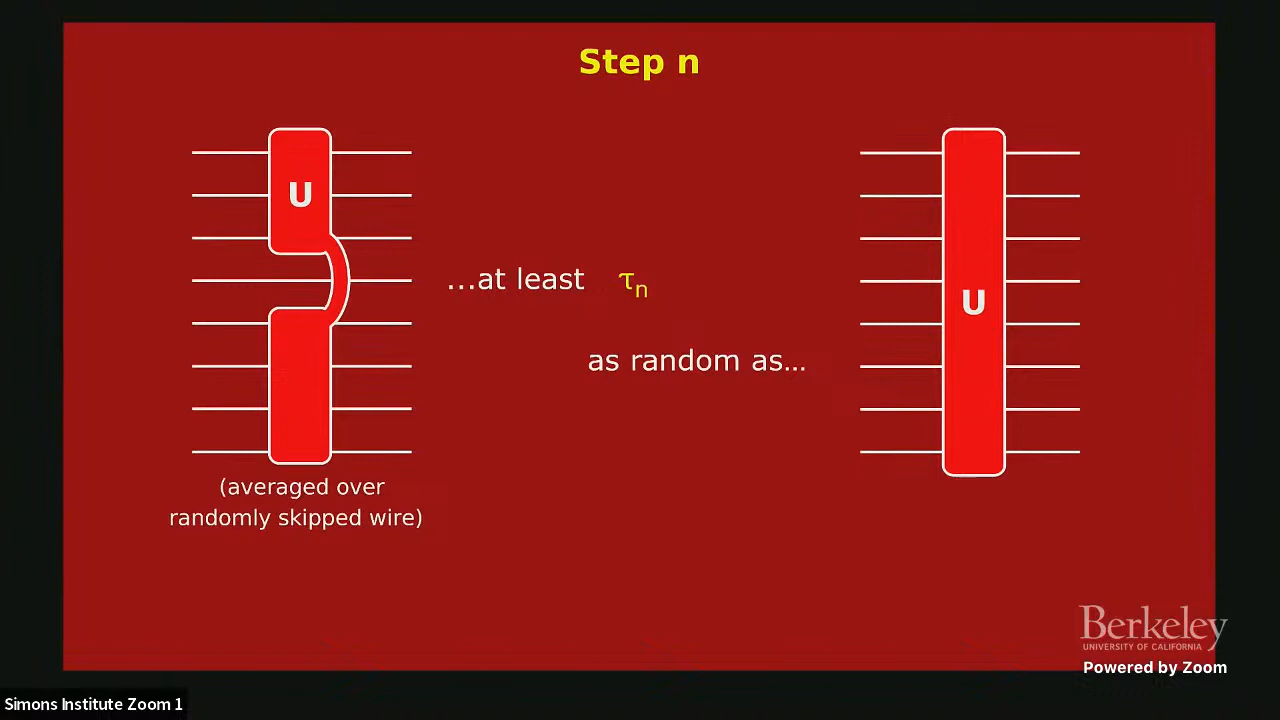 Step n
U
...at least τn
as random as...
U
(averaged over
randomly skipped wire)
Berkeley
UNIVERSITY OF CALIFORNIA
Powered by Zoom
Simons Institute Zoom 1